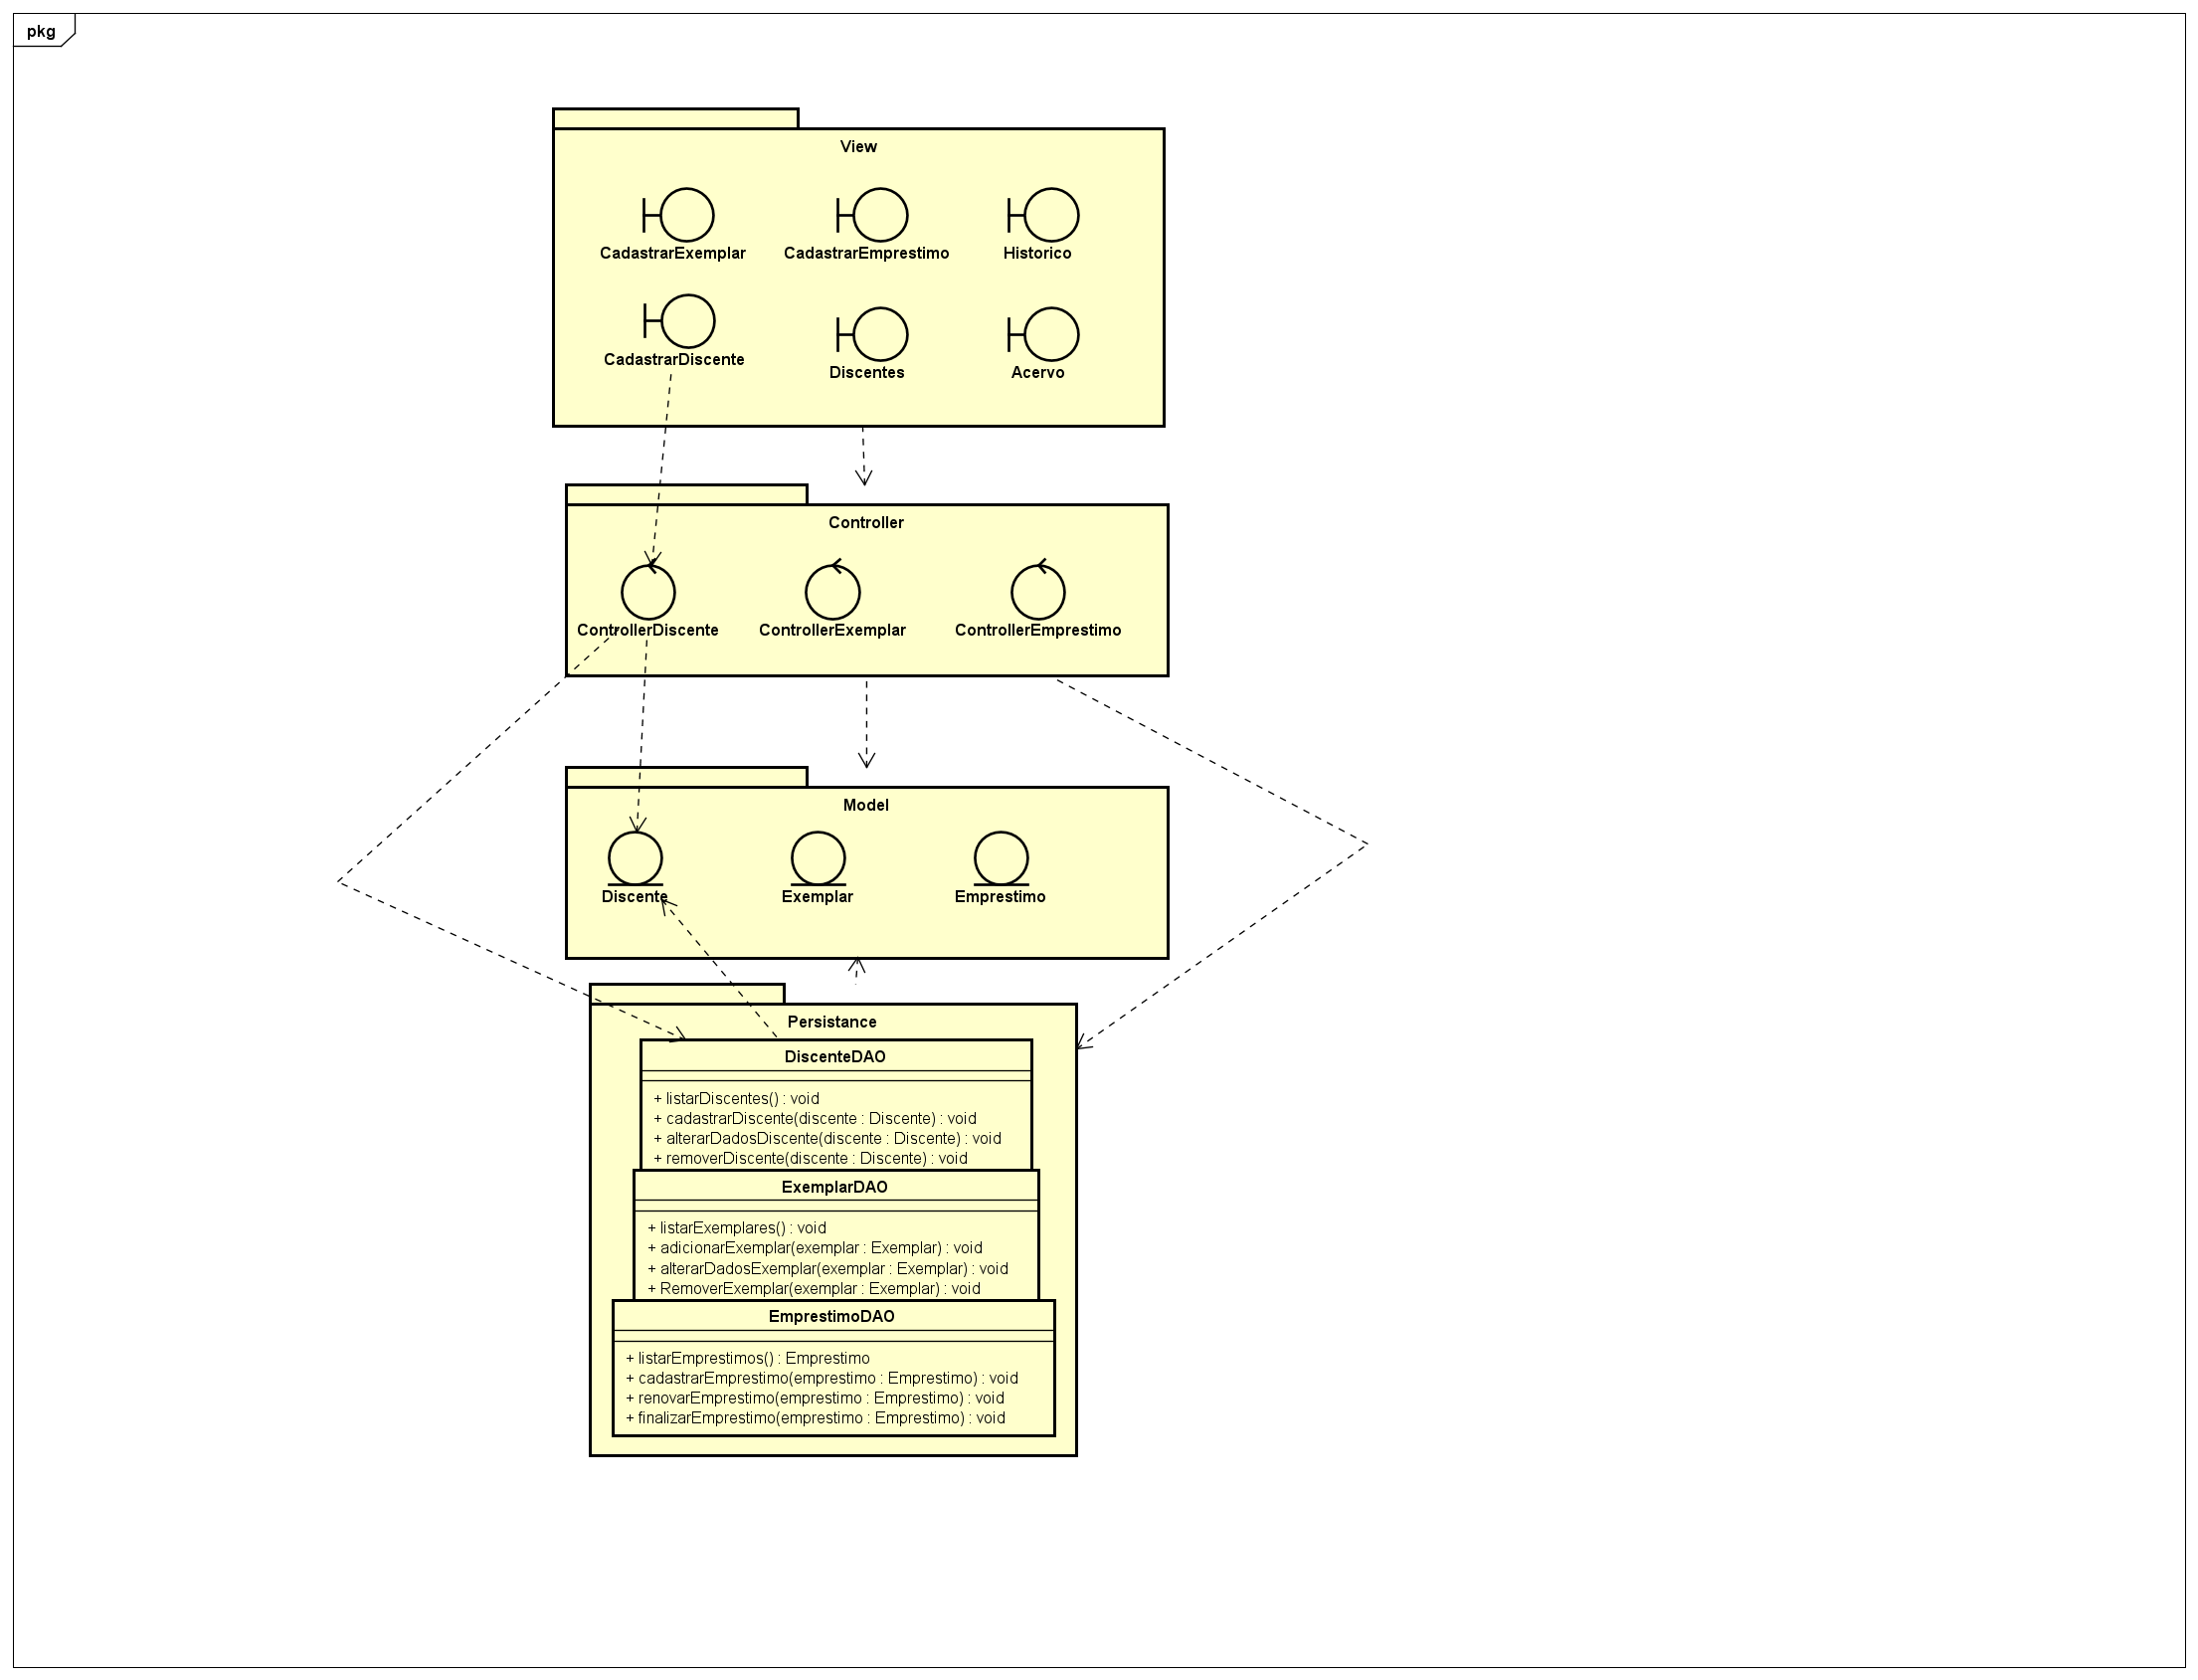 pkg
View
CadastrarExemplar
CadastrarEmprestimo
Historico
CadastrarDiscente
Discentes
Acervo
Controller
ControllerDiscente
ControllerExemplar
ControllerEmprestimo
Model
Discente
Exemplar
Emprestimo
Persistance
DiscenteDAO
+ listarDiscentes() : void
+ cadastrarDiscente(discente : Discente) : void
+ alterarDadosDiscente(discente : Discente) : void
+ removerDiscente(discente : Discente) : void
ExemplarDAO
+ listarExemplares() : void
+ adicionarExemplar(exemplar : Exemplar) : void
+ alterarDadosExemplar(exemplar : Exemplar) : void
+ RemoverExemplar(exemplar : Exemplar) : void
EmprestimoDAO
+ listarEmprestimos() : Emprestimo
+ cadastrarEmprestimo(emprestimo : Emprestimo) : void
+ renovarEmprestimo(emprestimo : Emprestimo) : void
+ finalizarEmprestimo(emprestimo : Emprestimo) : void